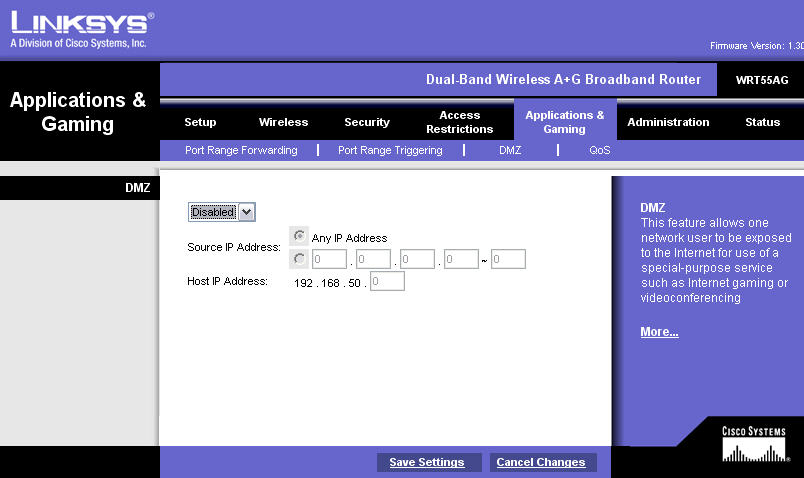 LINKSYS®
A Division of Cisco Systems, Inc.
Firmware Version: 1.30
Dual-Band Wireless A+G Broadband Router
WRT55AG
Applications &
Gaming
Setup
Wireless
Security
Access
Restrictions
Applications &
Gaming
Administration
Status
Port Range Forwarding
Port Range Triggering
DMZ
QoS
DMZ
Disabled
Source IP Address:
Any IP Address
0 . 0 . 0 . 0 ~ 0
Host IP Address:
192 . 168 . 50 . 0
DMZ
This feature allows one
network user to be exposed
to the Internet for use of a
special-purpose service
such as Internet gaming or
videoconferencing
More...
CISCO SYSTEMS
Save Settings
Cancel Changes